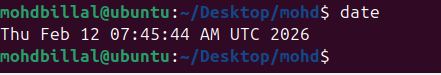 mohdbillal@ubuntu:~/Desktop/mohd$ date
Thu Feb 12 07:45:44 AM UTC 2026
mohdbillal@ubuntu:~/Desktop/mohd$